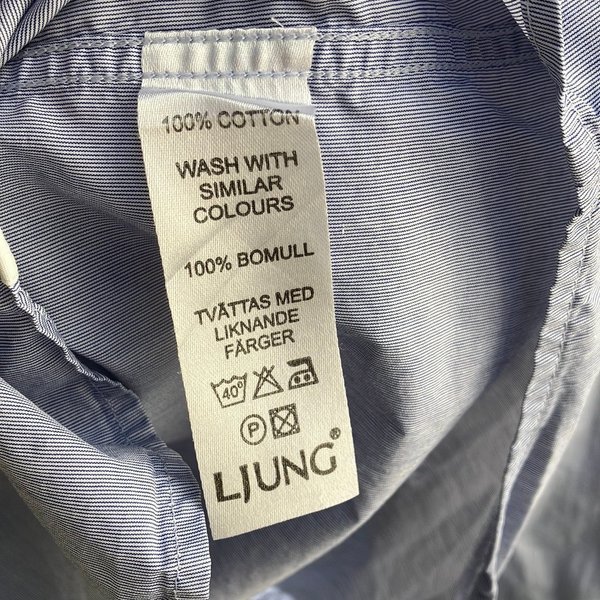 100% COTTON
WASH WITH
SIMILAR
COLOURS
100% BOMULL
TVÄTTAS MED
LIKNANDE
FÄRGER
40°
P
LJUNG®